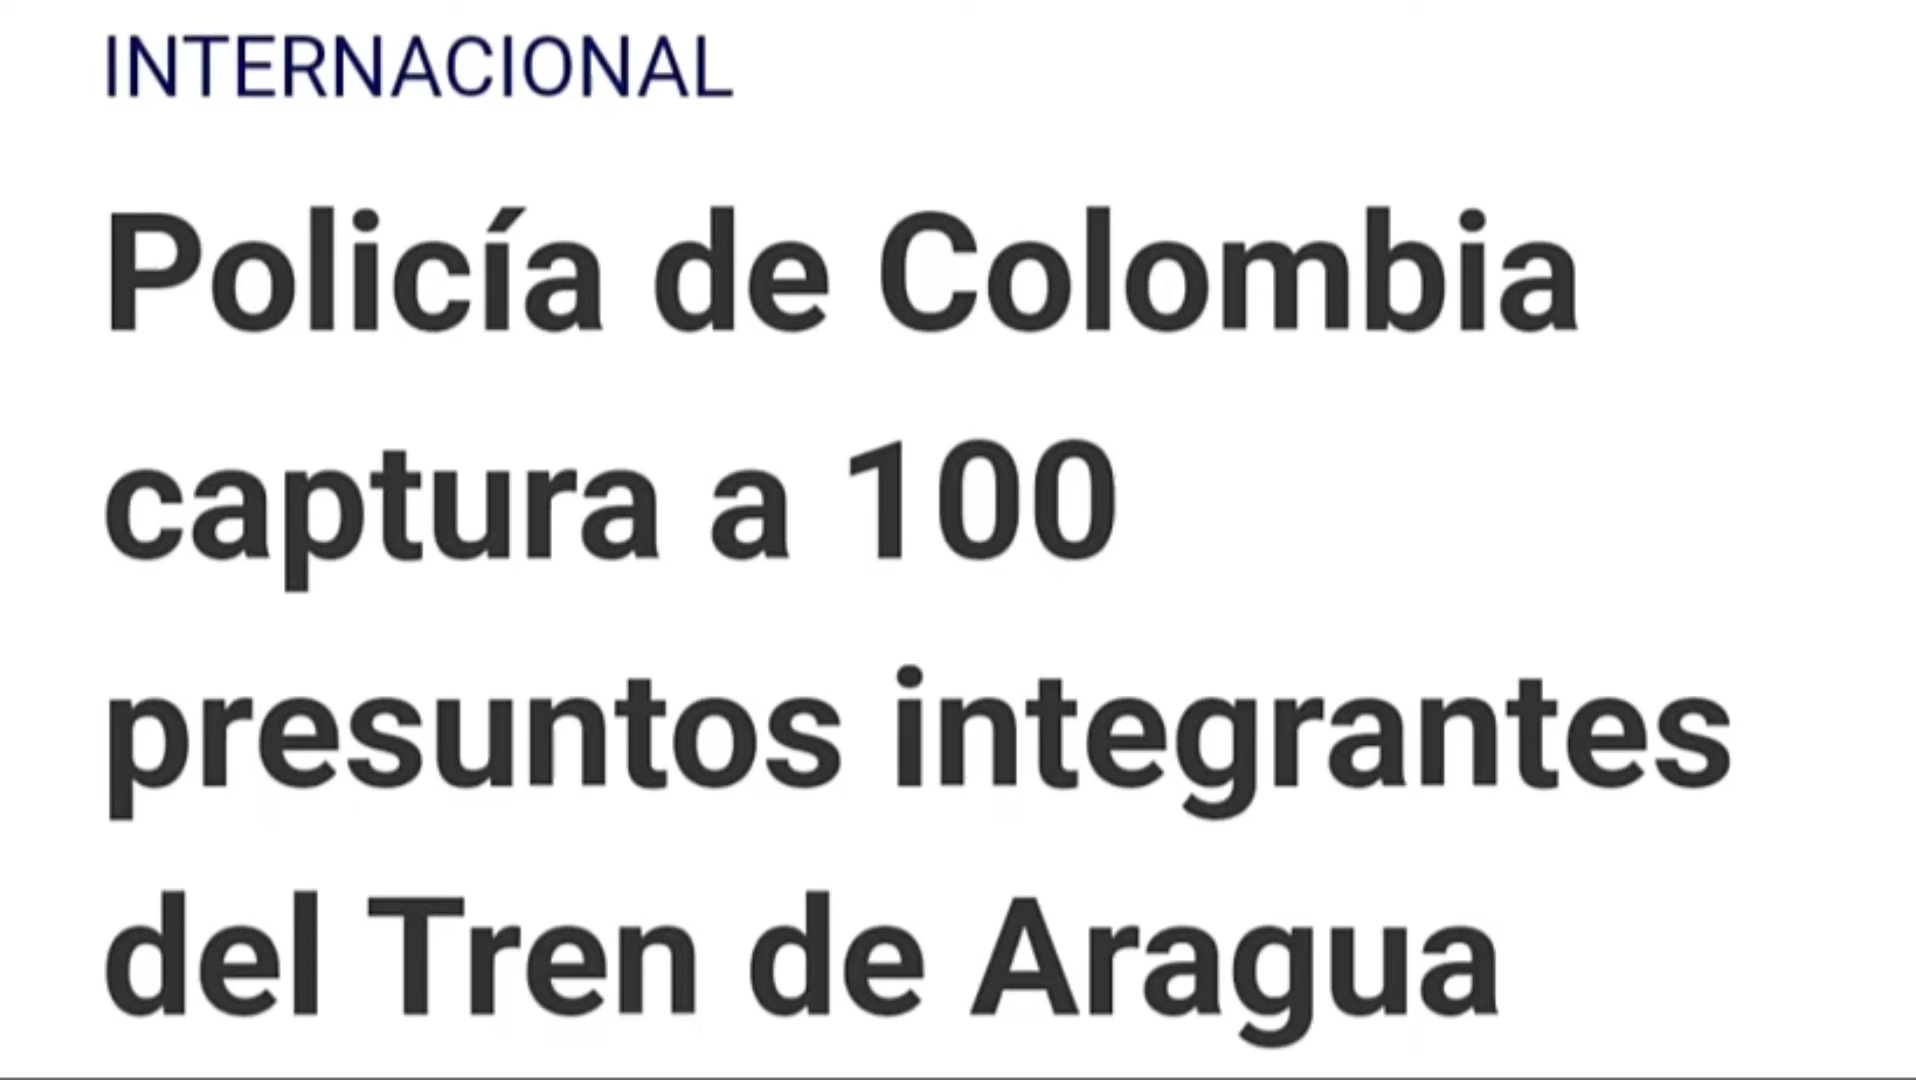 INTERNACIONAL
Policía de Colombia
captura a 100
presuntos integrantes
del Tren de Aragua